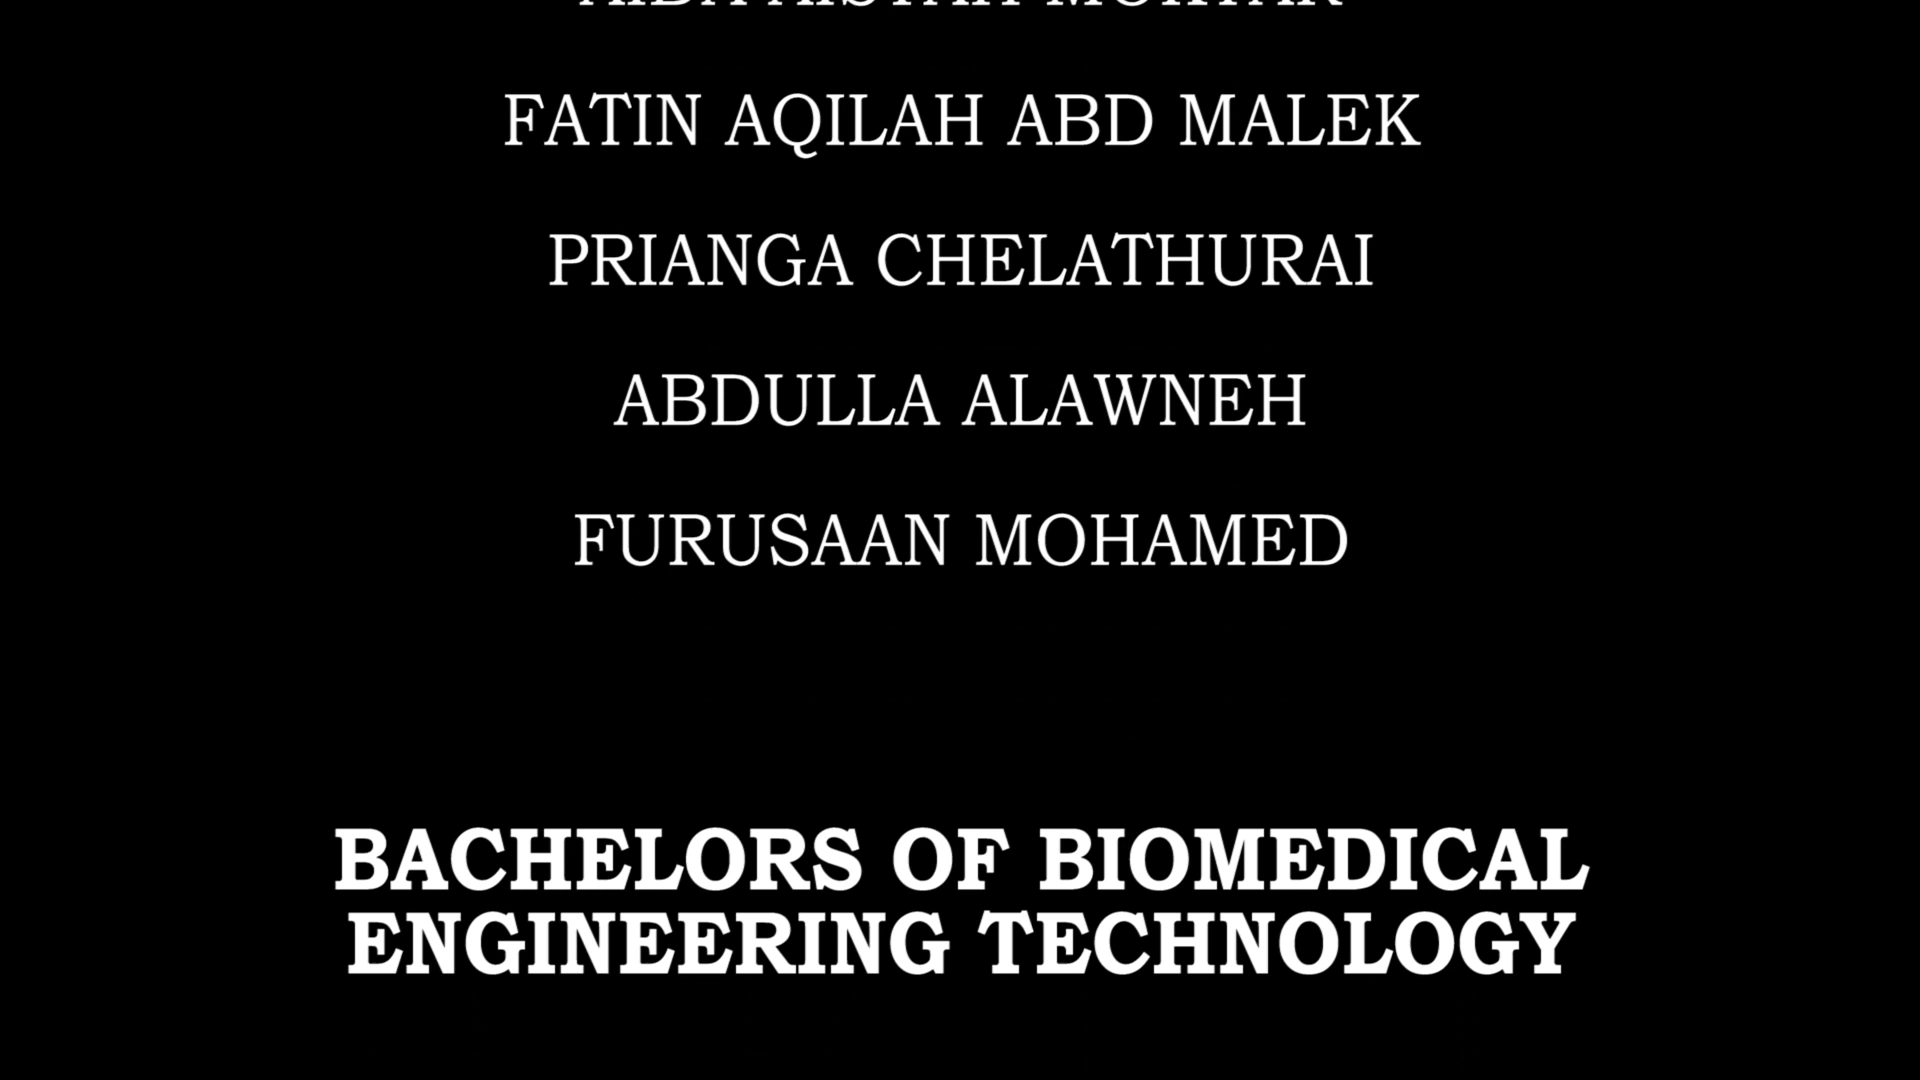 FATIN AQILAH ABD MALEK
PRIANGA CHELATHURAI
ABDULLA ALAWNEH
FURUSAAN MOHAMED
BACHELORS OF BIOMEDICAL
ENGINEERING TECHNOLOGY